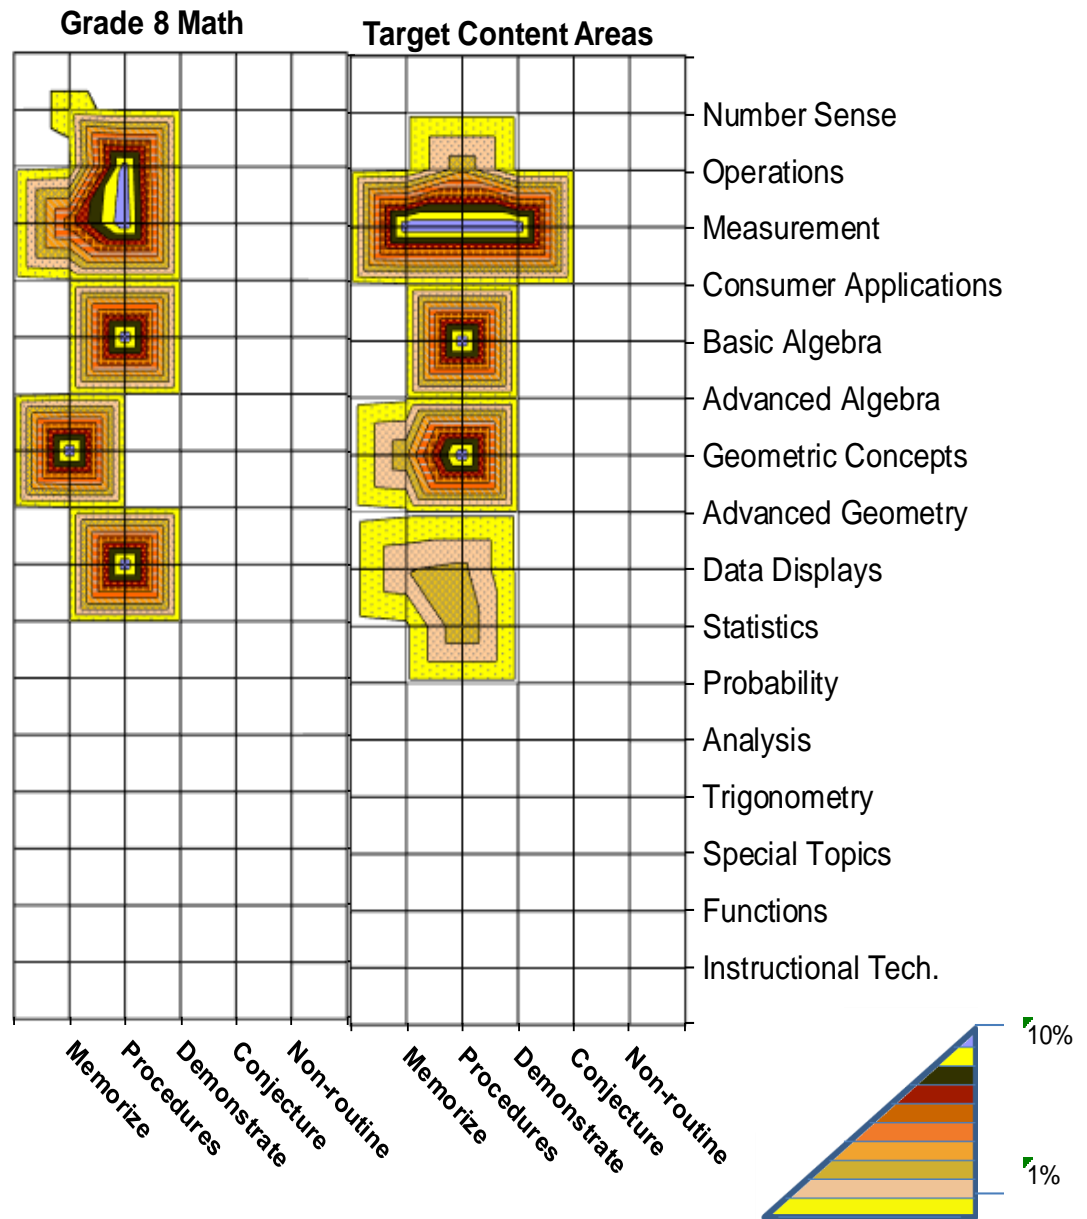 Grade 8 Math
Target Content Areas
Number Sense
Operations
Measurement
Consumer Applications
Basic Algebra
Advanced Algebra
Geometric Concepts
Advanced Geometry
Data Displays
Statistics
Probability
Analysis
Trigonometry
Special Topics
Functions
Instructional Tech.
Memorize
Procedures
Demonstrate
Conjecture
Non-routine
Memorize
Procedures
Demonstrate
Conjecture
Non-routine
10%
1%